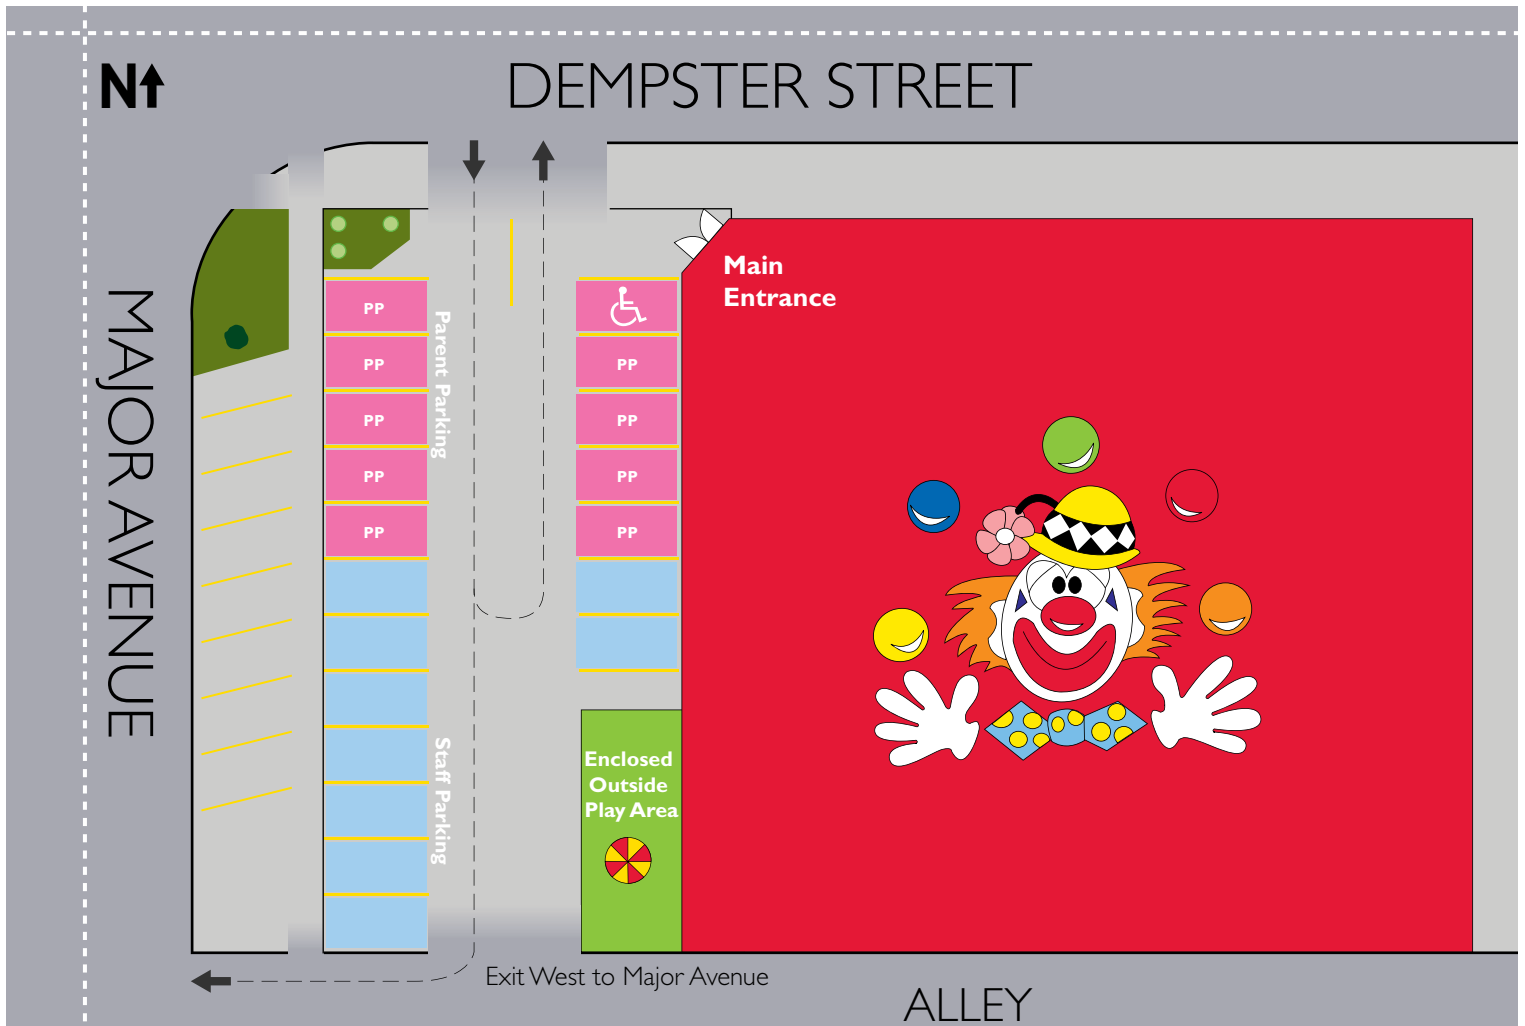 N
DEMPSTER STREET
MAJOR AVENUE
Main
Entrance
PP
PP
PP
PP
PP
Parent Parking
PP
PP
PP
PP
Staff Parking
Enclosed
Outside
Play Area
Exit West to Major Avenue
ALLEY